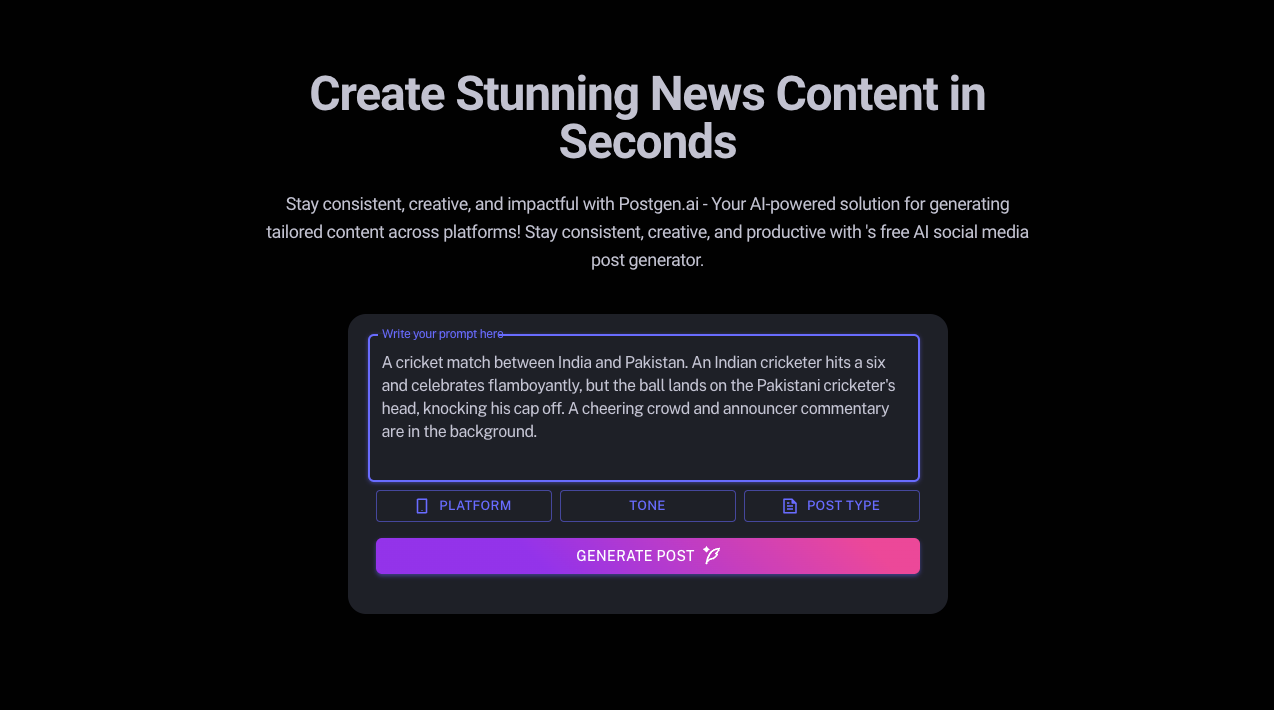 Create Stunning News Content in
Seconds
Stay consistent, creative, and impactful with Postgen.ai - Your AI-powered solution for generating
tailored content across platforms! Stay consistent, creative, and productive with 's free AI social media
post generator.
Write your prompt here
A cricket match between India and Pakistan. An Indian cricketer hits a six
and celebrates flamboyantly, but the ball lands on the Pakistani cricketer's
head, knocking his cap off. A cheering crowd and announcer commentary
are in the background.
PLATFORM
TONE
POST TYPE
GENERATE POST